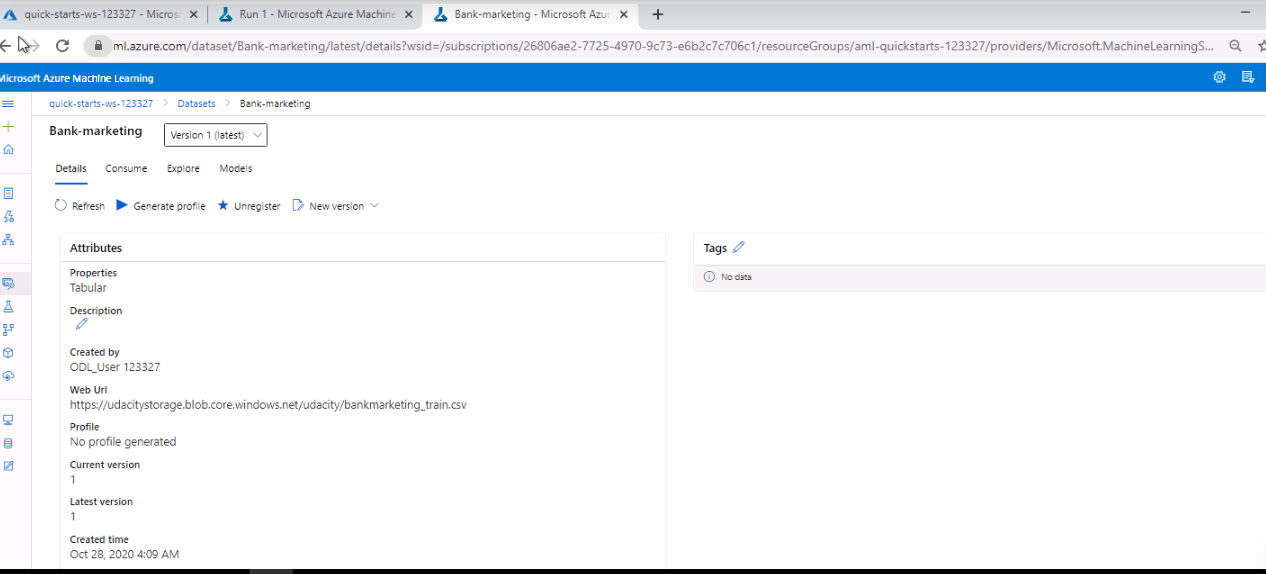 quick-starts-ws-123327 - Micros
Run 1 - Microsoft Azure Machine
Bank-marketing - Microsoft Azur
ml.azure.com/dataset/Bank-marketing/latest/details?wsid=/subscriptions/26806ae2-7725-4970-9c73-e6b2c7c706c1/resourceGroups/aml-quickstarts-123327/providers/Microsoft.MachineLearningS...
Microsoft Azure Machine Learning
quick-starts-ws-123327 > Datasets > Bank-marketing
Bank-marketing
Version 1 (latest)
Details Consume Explore Models
Refresh Generate profile Unregister New version
Attributes
Properties
Tabular
Description
Created by
ODL_User 123327
Web Url
https://udacitystorage.blob.core.windows.net/udacity/bankmarketing_train.csv
Profile
No profile generated
Current version
1
Latest version
1
Created time
Oct 28, 2020 4:09 AM
Tags
No data